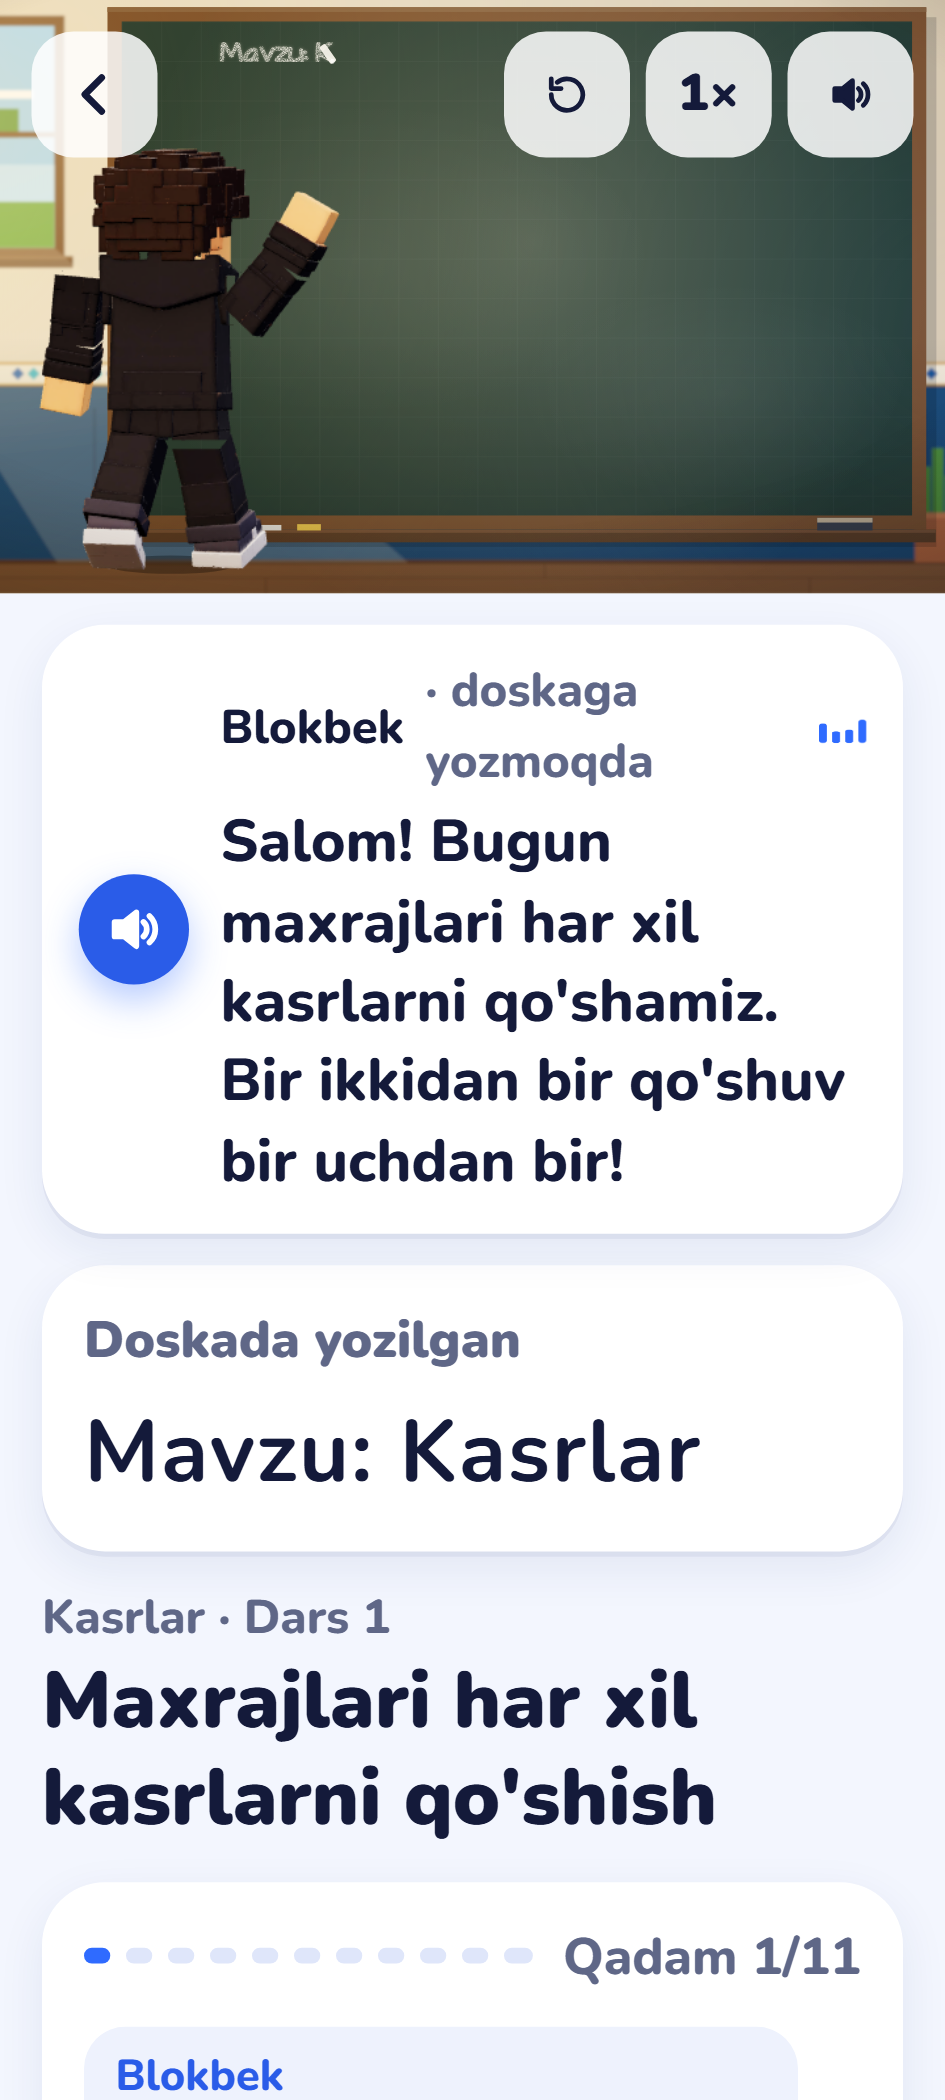 Mavzu: K
1×
Blokbek · doskaga
yozmoqda
Salom! Bugun
maxrajlari har xil
kasrlarni qo'shamiz.
Bir ikkidan bir qo'shuv
bir uchdan bir!
Doskada yozilgan
Mavzu: Kasrlar
Kasrlar · Dars 1
Maxrajlari har xil
kasrlarni qo'shish
Qadam 1/11
Blokbek